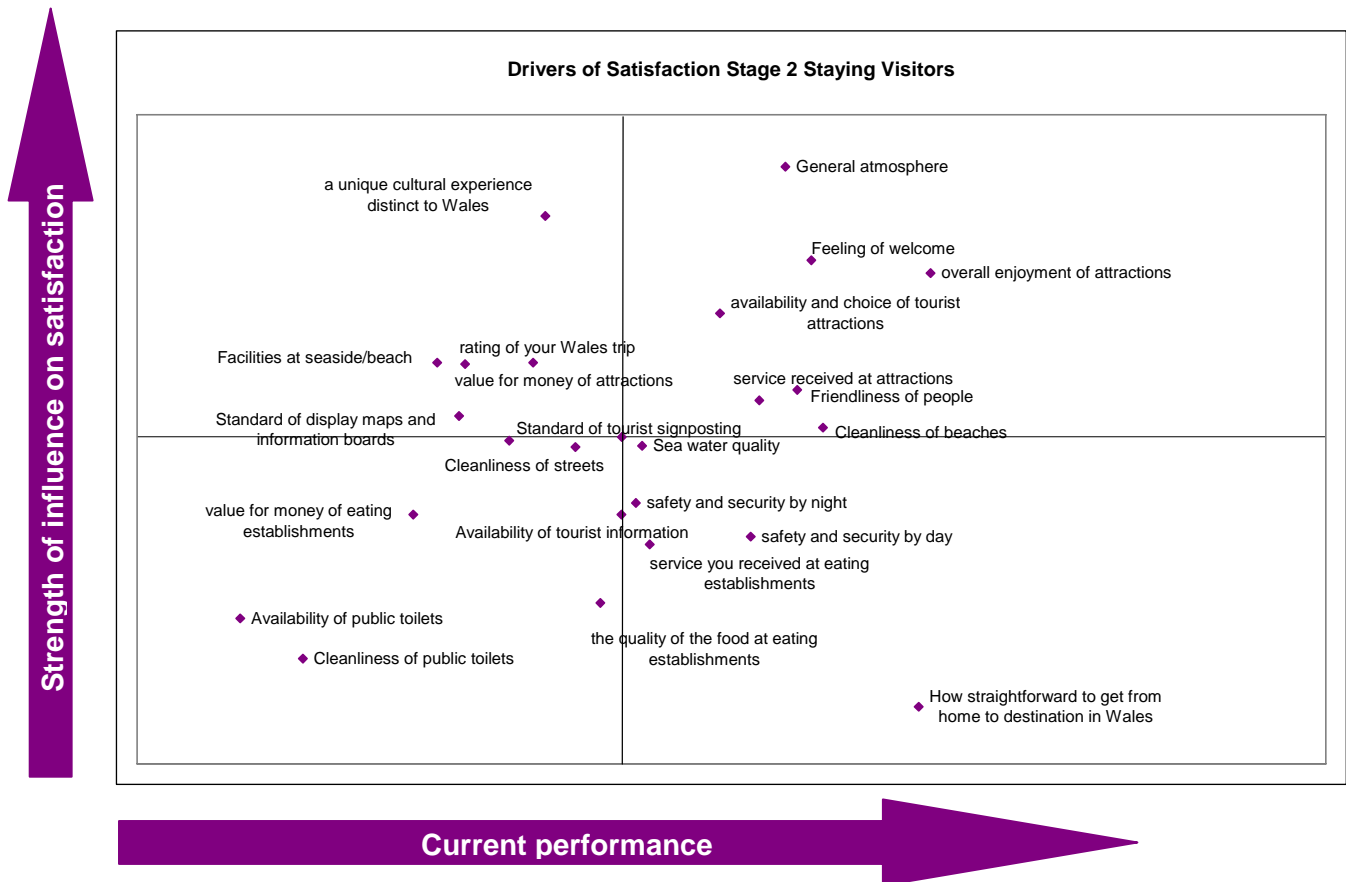 Drivers of Satisfaction Stage 2 Staying Visitors
Strength of influence on satisfaction
General atmosphere
a unique cultural experience
distinct to Wales
Feeling of welcome
overall enjoyment of attractions
availability and choice of tourist
attractions
rating of your Wales trip
Facilities at seaside/beach
value for money of attractions
service received at attractions
Friendliness of people
Standard of display maps and
information boards
Standard of tourist signposting
Cleanliness of beaches
Sea water quality
Cleanliness of streets
safety and security by night
value for money of eating
establishments
Availability of tourist information
safety and security by day
service you received at eating
establishments
Availability of public toilets
the quality of the food at eating
establishments
Cleanliness of public toilets
How straightforward to get from
home to destination in Wales
Current performance